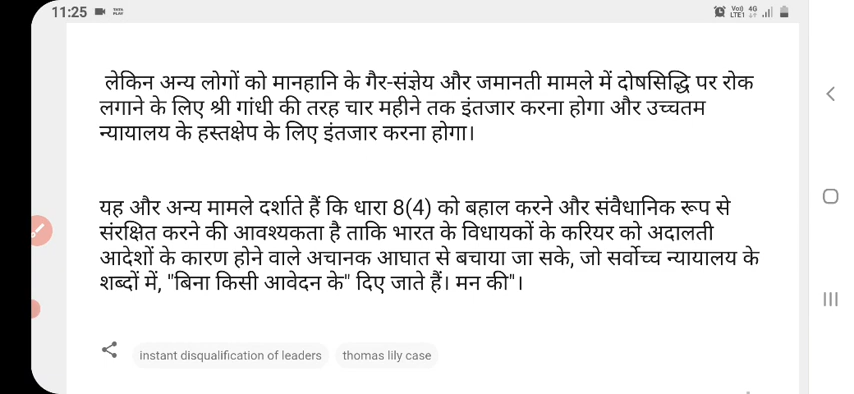 11:25
VoD 4G
LTE1
लेकिन अन्य लोगों को मानहानि के गैर-संज्ञेय और जमानती मामले में दोषसिद्धि पर रोक
लगाने के लिए श्री गांधी की तरह चार महीने तक इंतजार करना होगा और उच्चतम
न्यायालय के हस्तक्षेप के लिए इंतजार करना होगा।
यह और अन्य मामले दर्शाते हैं कि धारा 8(4) को बहाल करने और संवैधानिक रूप से
संरक्षित करने की आवश्यकता है ताकि भारत के विधायकों के करियर को अदालती
आदेशों के कारण होने वाले अचानक आघात से बचाया जा सके, जो सर्वोच्च न्यायालय के
शब्दों में, "बिना किसी आवेदन के" दिए जाते हैं। मन की"।
instant disqualification of leaders thomas lily case